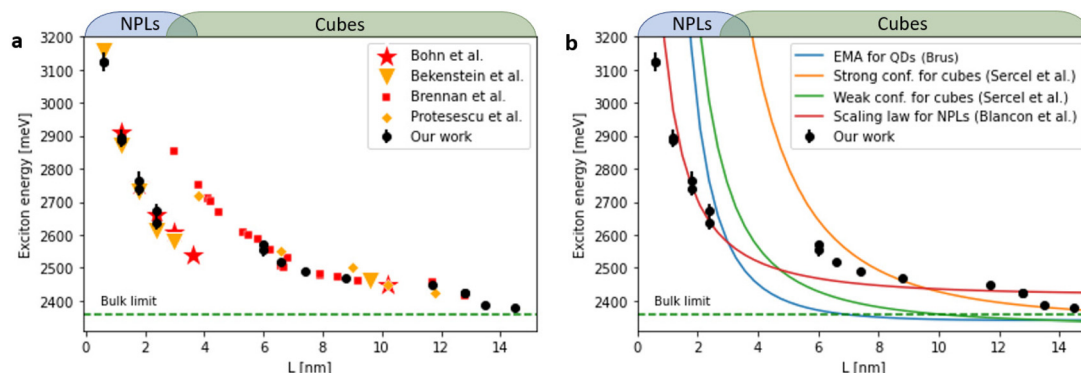 NPLs Cubes
a
Exciton energy [meV]
3200
3100
3000
2900
2800
2700
2600
2500
2400
Bohn et al.
Bekenstein et al.
Brennan et al.
Protesescu et al.
Our work
Bulk limit
0 2 4 6 8 10 12 14
L [nm]
NPLs Cubes
b
Exciton energy [meV]
3200
3100
3000
2900
2800
2700
2600
2500
2400
EMA for QDs (Brus)
Strong conf. for cubes (Sercel et al.)
Weak conf. for cubes (Sercel et al.)
Scaling law for NPLs (Blancon et al.)
Our work
Bulk limit
0 2 4 6 8 10 12 14
L [nm]